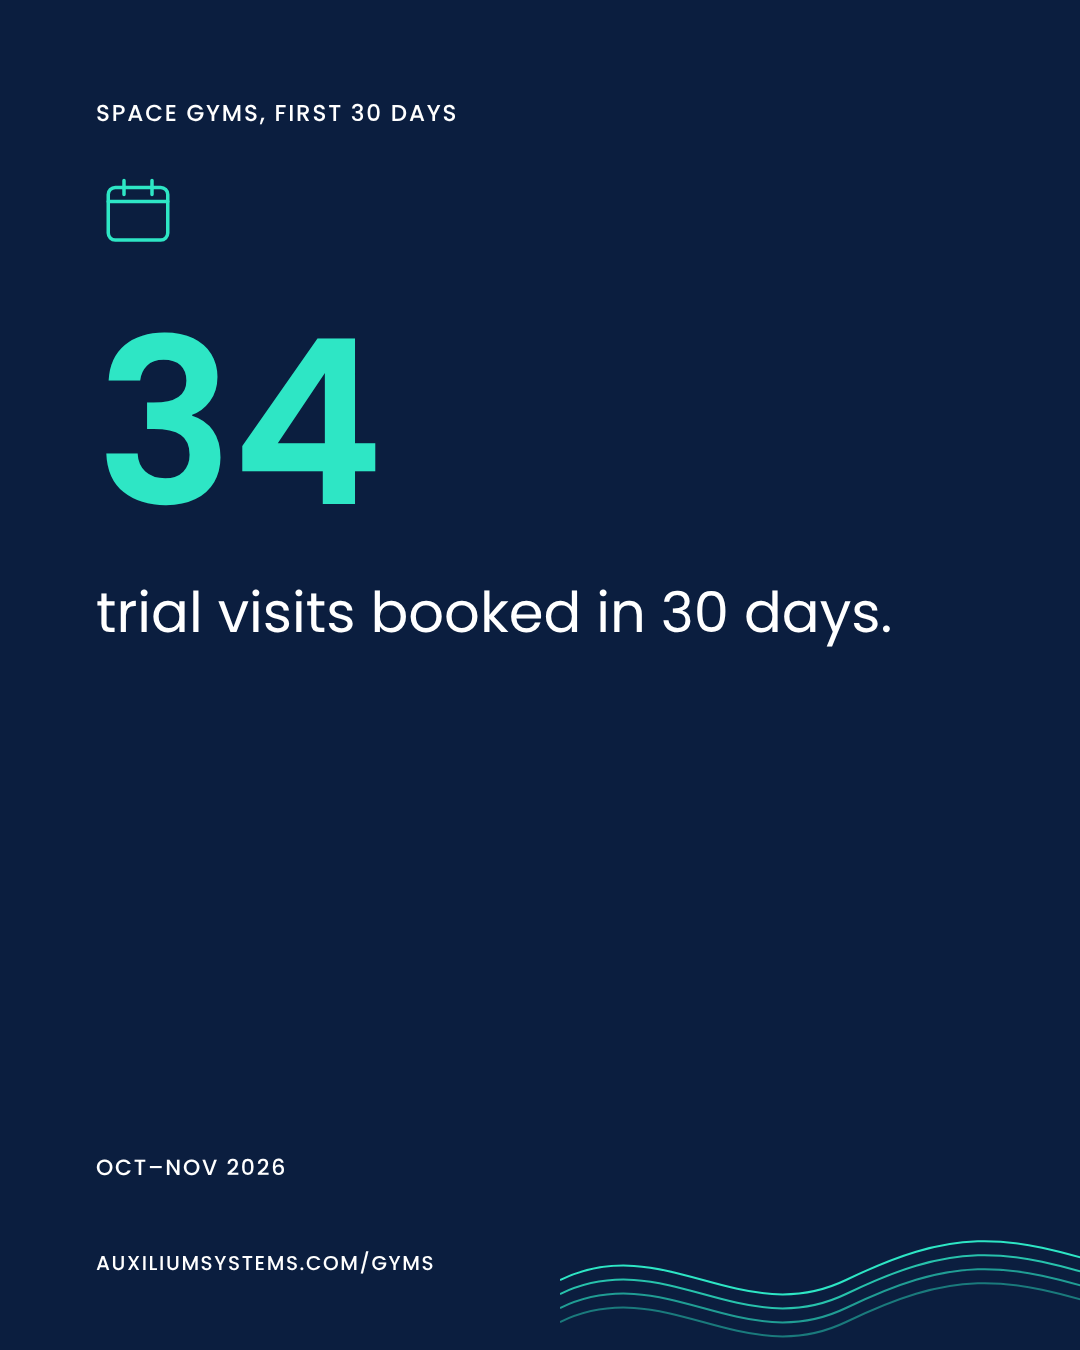 SPACE GYMS, FIRST 30 DAYS
34
trial visits booked in 30 days.
OCT–NOV 2026
AUXILIUMSYSTEMS.COM/GYMS